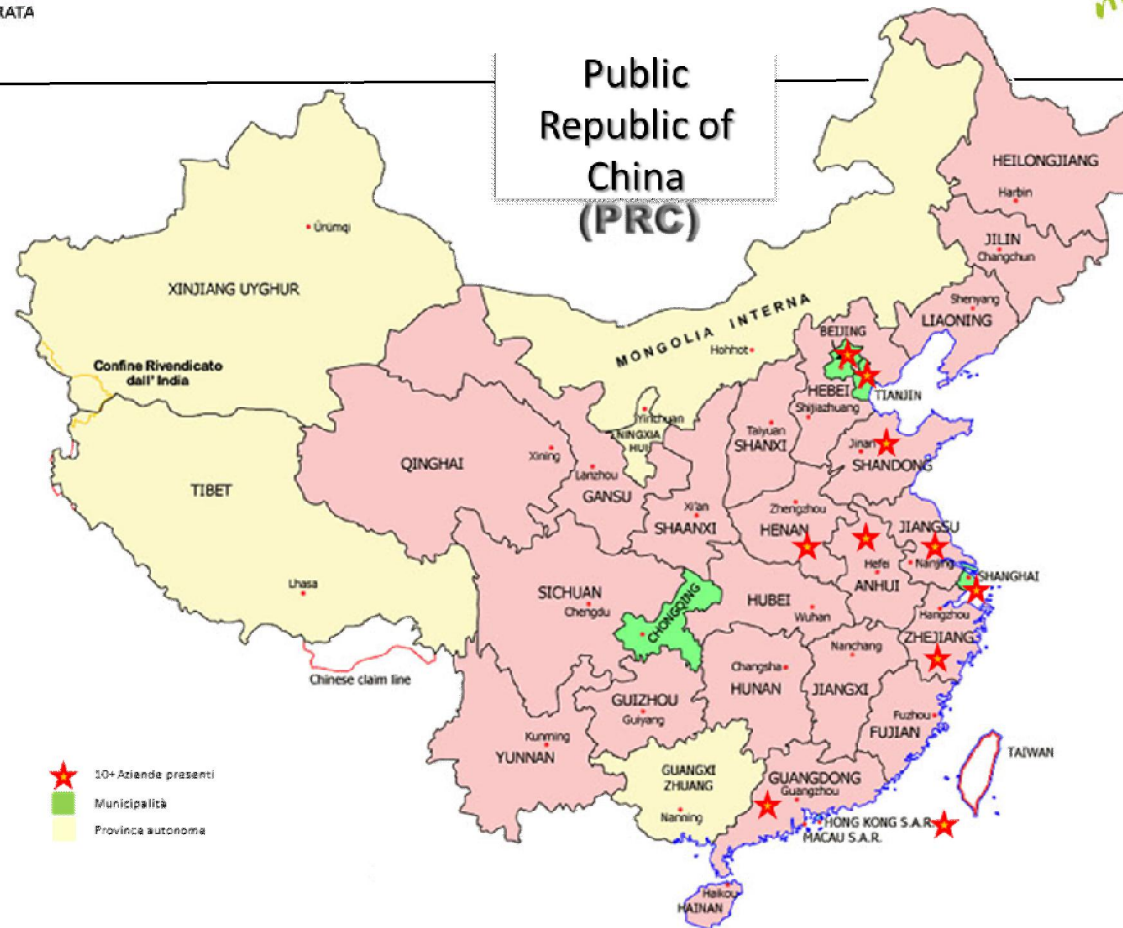 RATA
Public
Republic of
China
(PRC)
HEILONGJIANG
Harbin
JILIN
Changchun
Shenyang
LIAONING
Ürümqi
XINJIANG UYGHUR
MONGOLIA INTERNA
Hohhot
BEIJING
Confine Rivendicato
dall' India
HEBEI
TIANJIN
Shijiazhuang
Yinchuan
NINGXIA
HUI
Taiyuan
SHANXI
Jinan
SHANDONG
QINGHAI
Xining
Lanzhou
GANSU
TIBET
Xi'an
SHAANXI
Zhengzhou
HENAN
JIANGSU
Nanjing
Hefei
ANHUI
SHANGHAI
Lhasa
SICHUAN
Chengdu
CHONGQING
HUBEI
Wuhan
Hangzhou
ZHEJIANG
Chinese claim line
Changsha
HUNAN
Nanchang
JIANGXI
GUIZHOU
Guiyang
Fuzhou
FUJIAN
Kunming
YUNNAN
TAIWAN
GUANGXI
ZHUANG
Nanning
GUANGDONG
Guangzhou
HONG KONG S.A.R.
MACAU S.A.R.
Haikou
HAINAN
10+ Aziende presenti
Municipalità
Province autonome